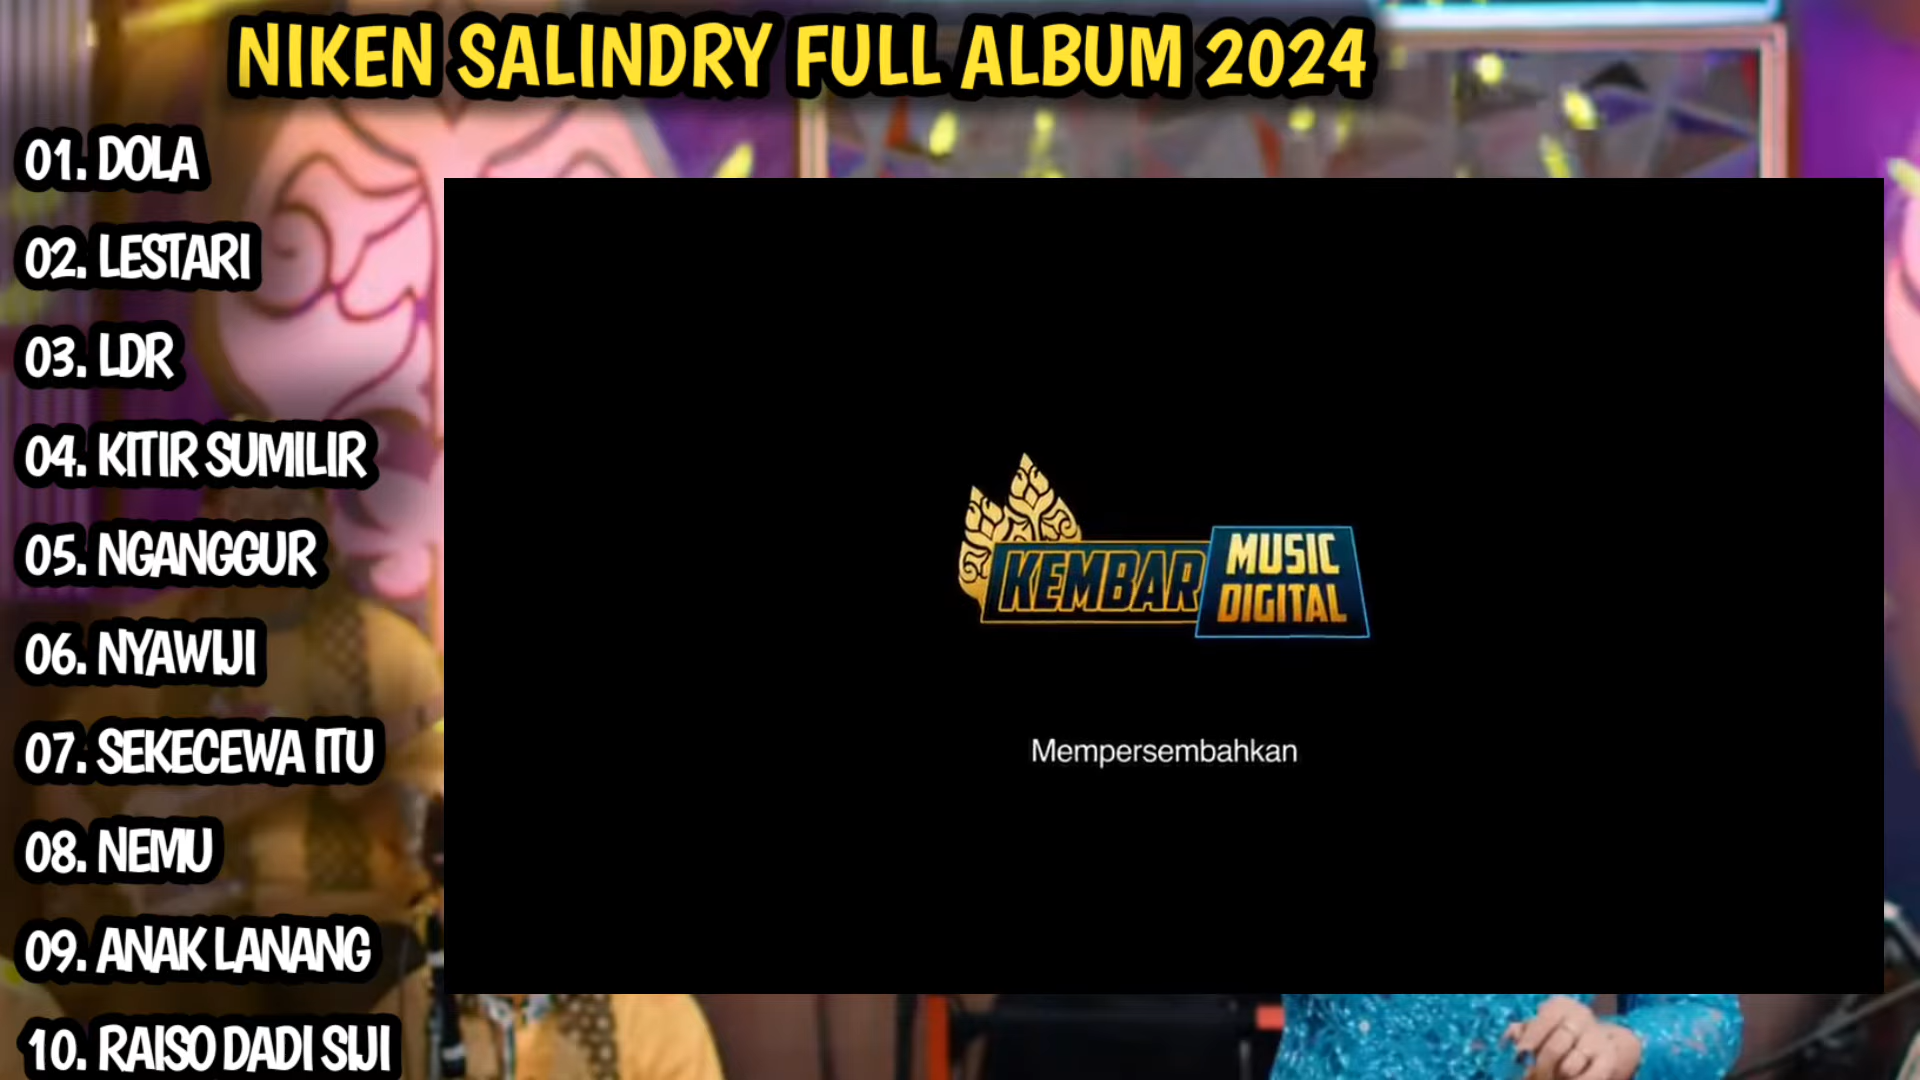 NIKEN SALINDRY FULL ALBUM 2024
01. DOLA
02. LESTARI
03. LDR
04. KITIR SUMILIR
05. NGANGGUR
06. NYAWIJI
07. SEKECEWA ITU
08. NEMU
09. ANAK LANANG
10. RAISO DADI SIJI
KEMBAR MUSIC DIGITAL
Mempersembahkan